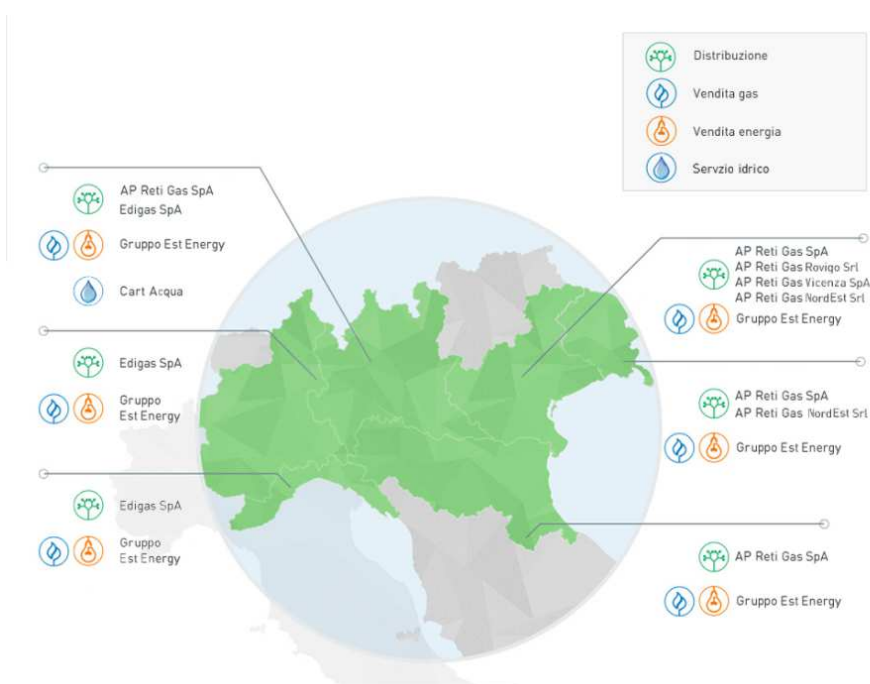 Distribuzione
Vendita gas
Vendita energia
Servzio idrico
AP Reti Gas SpA
Edigas SpA
Gruppo Est Energy
Cart Acqua
Edigas SpA
Gruppo
Est Energy
Edigas SpA
Gruppo
Est Energy
AP Reti Gas SpA
AP Reti Gas Rovigo Srl
AP Reti Gas Vicenza SpA
AP Reti Gas NordEst Srl
Gruppo Est Energy
AP Reti Gas SpA
AP Reti Gas NordEst Srl
Gruppo Est Energy
AP Reti Gas SpA
Gruppo Est Energy